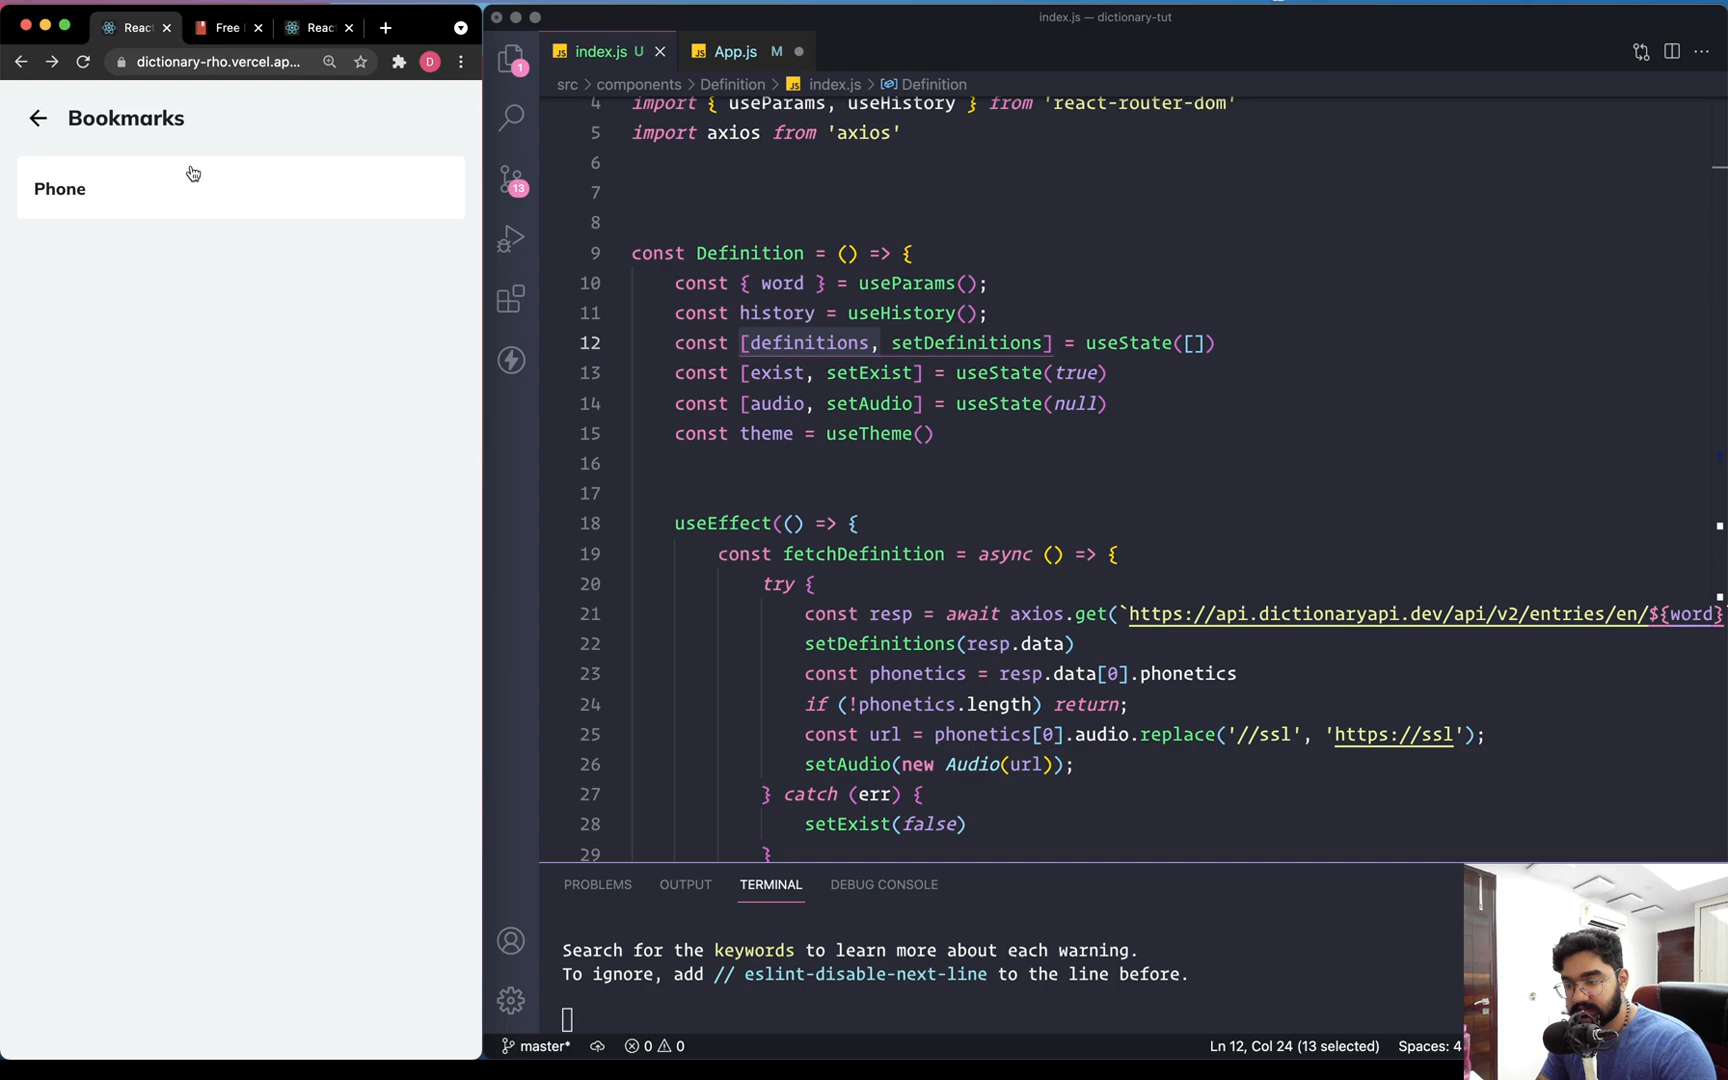 React
Free
React
index.js — dictionary-tut
dictionary-rho.vercel.ap...
D
Bookmarks
Phone
1
13
JS index.js U
JS App.js M
src > components > Definition > JS index.js > Definition
4 import { useParams, useHistory } from 'react-router-dom'
5 import axios from 'axios'
6
7
8
9 const Definition = () => {
10 const { word } = useParams();
11 const history = useHistory();
12 const [definitions, setDefinitions] = useState([])
13 const [exist, setExist] = useState(true)
14 const [audio, setAudio] = useState(null)
15 const theme = useTheme()
16
17
18 useEffect(() => {
19 const fetchDefinition = async () => {
20 try {
21 const resp = await axios.get(`https://api.dictionaryapi.dev/api/v2/entries/en/${word}`
22 setDefinitions(resp.data)
23 const phonetics = resp.data[0].phonetics
24 if (!phonetics.length) return;
25 const url = phonetics[0].audio.replace('//ssl', 'https://ssl');
26 setAudio(new Audio(url));
27 } catch (err) {
28 setExist(false)
29 }
PROBLEMS OUTPUT TERMINAL DEBUG CONSOLE
Search for the keywords to learn more about each warning.
To ignore, add // eslint-disable-next-line to the line before.
master* 0 0 Ln 12, Col 24 (13 selected) Spaces: 4